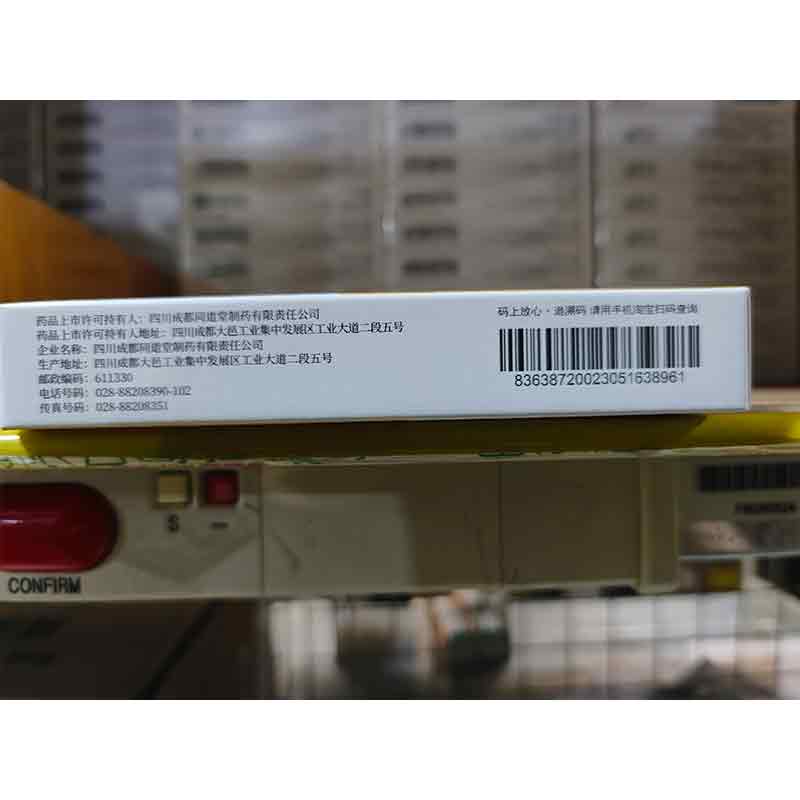 药品上市许可持有人：四川成都同道堂制药有限责任公司
药品上市许可持有人地址：四川成都大邑工业集中发展区工业大道二段五号
企业名称：四川成都同道堂制药有限责任公司
生产地址：四川成都大邑工业集中发展区工业大道二段五号
邮政编码：611330
电话号码：028-88208390-102
传真号码：028-88208351
码上放心·追溯码 请用手机淘宝扫码查询
83638720023051638961
S
CONFIRM